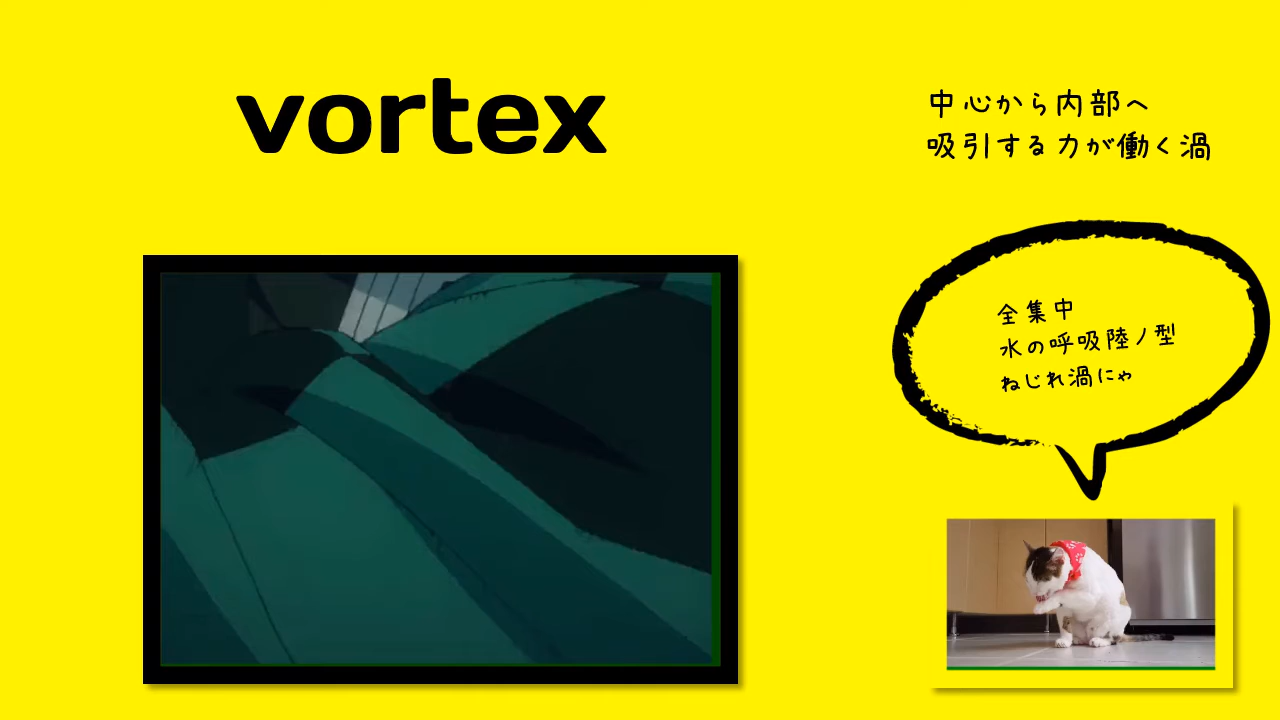 vortex
中心から内部へ
吸引する力が働く渦
全集中
水の呼吸陸ノ型
ねじれ渦にゃ